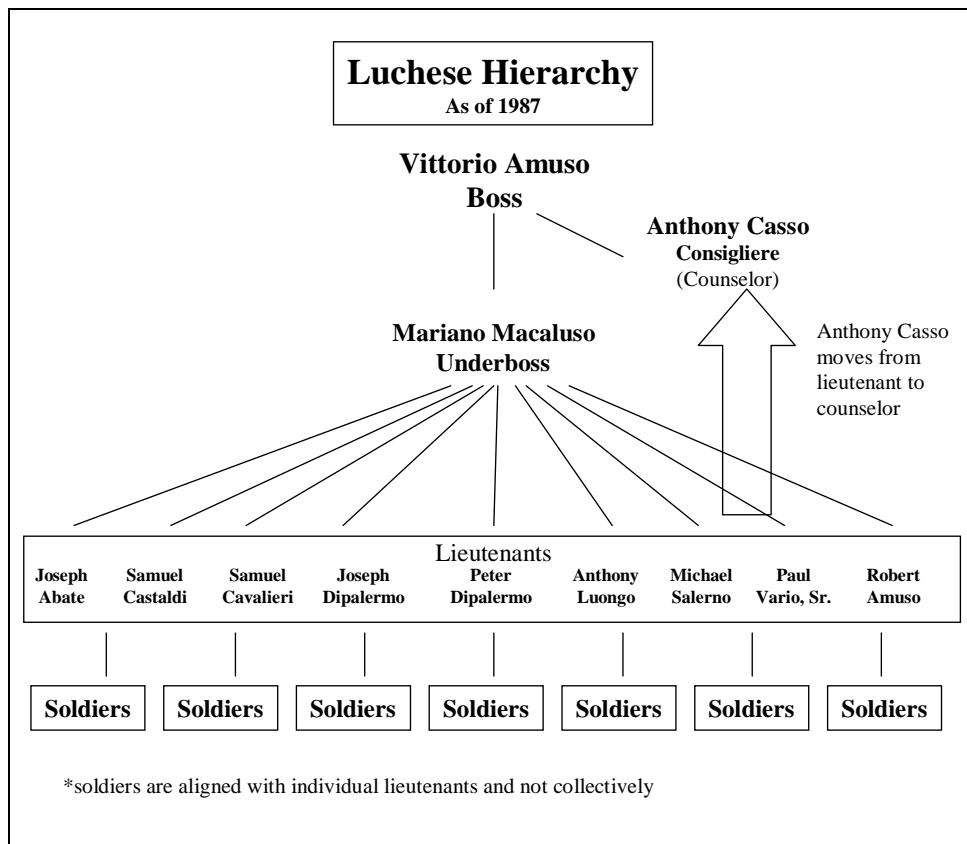 Luchese Hierarchy
As of 1987
Vittorio Amuso
Boss
Anthony Casso
Consigliere
(Counselor)
Mariano Macaluso
Underboss
Anthony Casso
moves from
lieutenant to
counselor
Lieutenants
Joseph Samuel Samuel Joseph Peter Anthony Michael Paul Robert
Abate Castaldi Cavalieri Dipalermo Dipalermo Luongo Salerno Vario, Sr. Amuso
Soldiers Soldiers Soldiers Soldiers Soldiers Soldiers Soldiers
*soldiers are aligned with individual lieutenants and not collectively